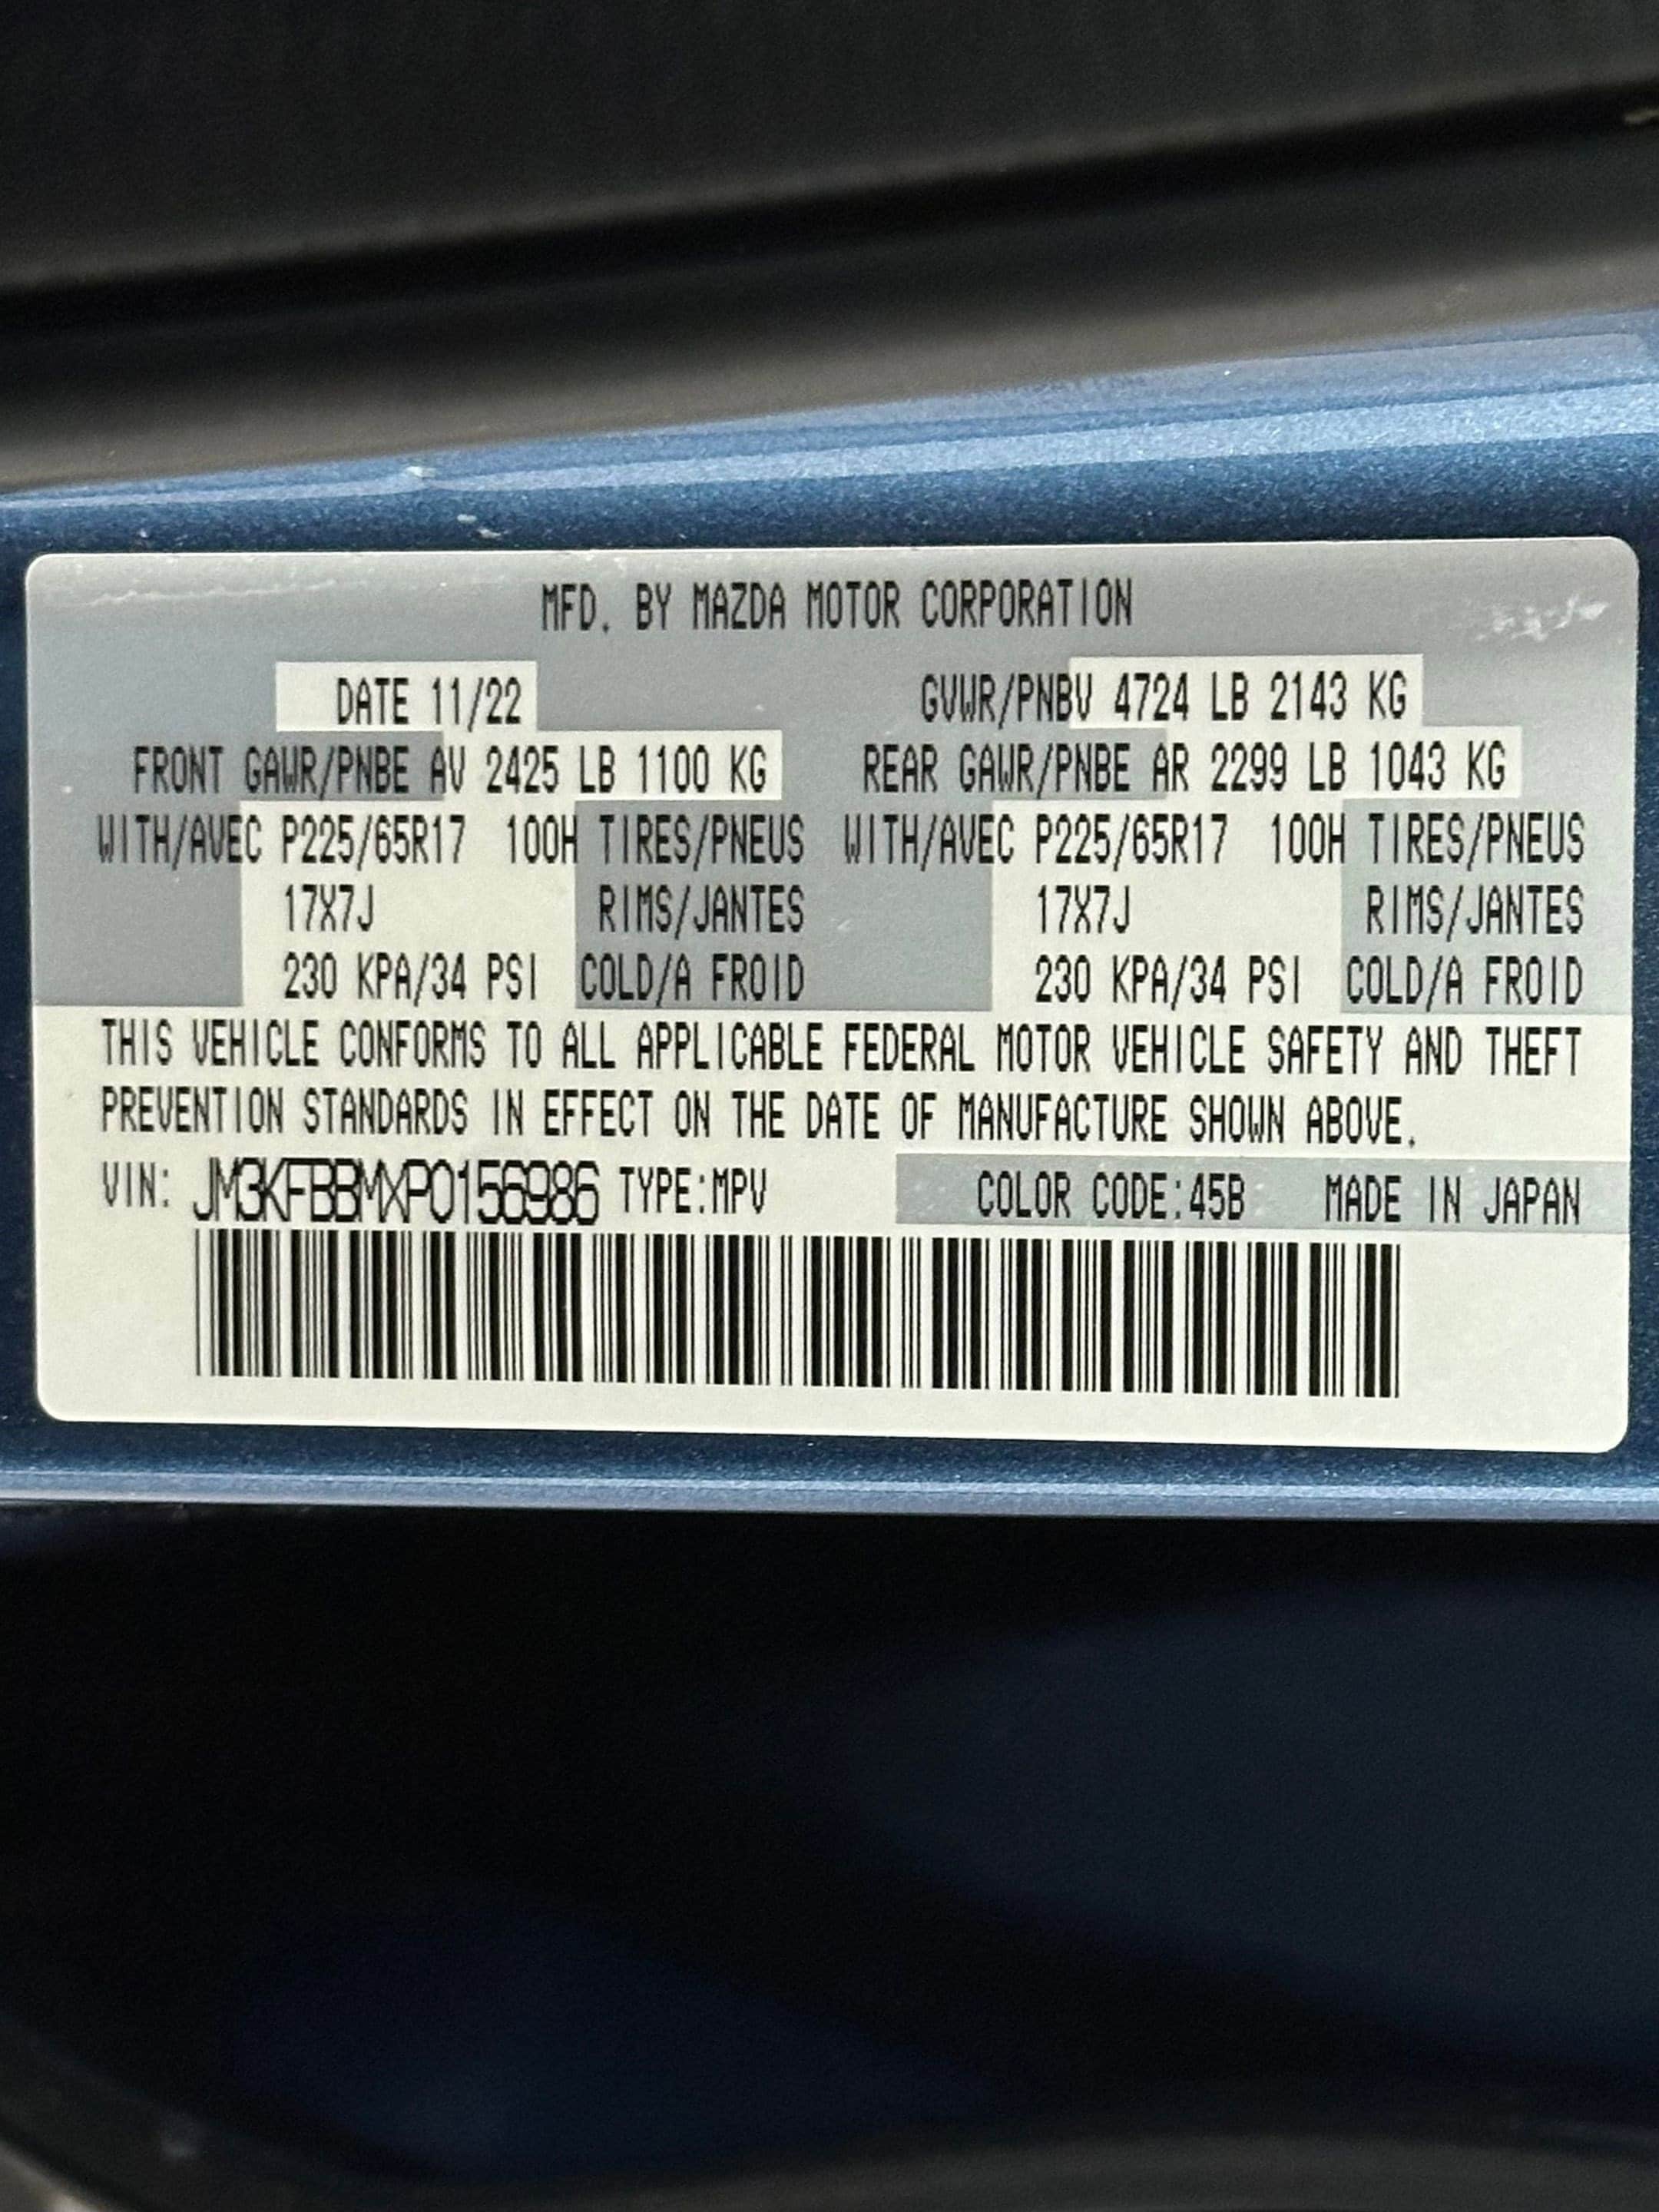 MFD. BY MAZDA MOTOR CORPORATION
DATE 11/22 GVWR/PNBV 4724 LB 2143 KG
FRONT GAWR/PNBE AV 2425 LB 1100 KG REAR GAWR/PNBE AR 2299 LB 1043 KG
WITH/AVEC P225/65R17 100H TIRES/PNEUS WITH/AVEC P225/65R17 100H TIRES/PNEUS
17X7J RIMS/JANTES 17X7J RIMS/JANTES
230 KPA/34 PSI COLD/A FROID 230 KPA/34 PSI COLD/A FROID
THIS VEHICLE CONFORMS TO ALL APPLICABLE FEDERAL MOTOR VEHICLE SAFETY AND THEFT
PREVENTION STANDARDS IN EFFECT ON THE DATE OF MANUFACTURE SHOWN ABOVE.
VIN: JM3KFBBMXP0156986 TYPE:MPV COLOR CODE:45B MADE IN JAPAN